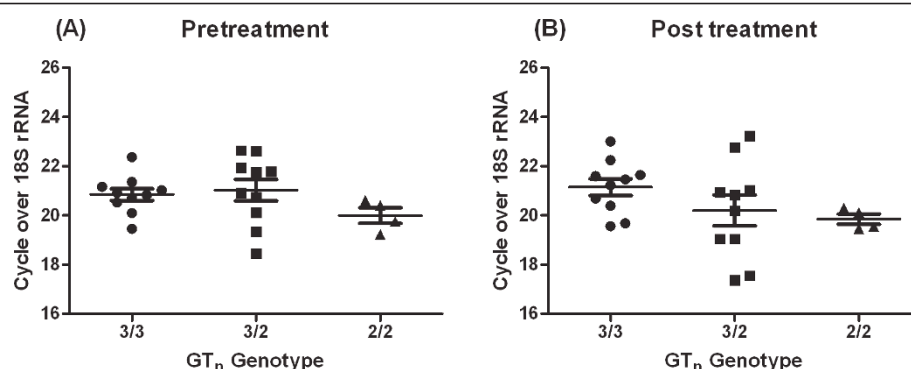 (A) Pretreatment
Cycle over 18S rRNA
26
24
22
20
18
16
3/3 3/2 2/2
GTn Genotype
(B) Post treatment
Cycle over 18S rRNA
26
24
22
20
18
16
3/3 3/2 2/2
GTn Genotype